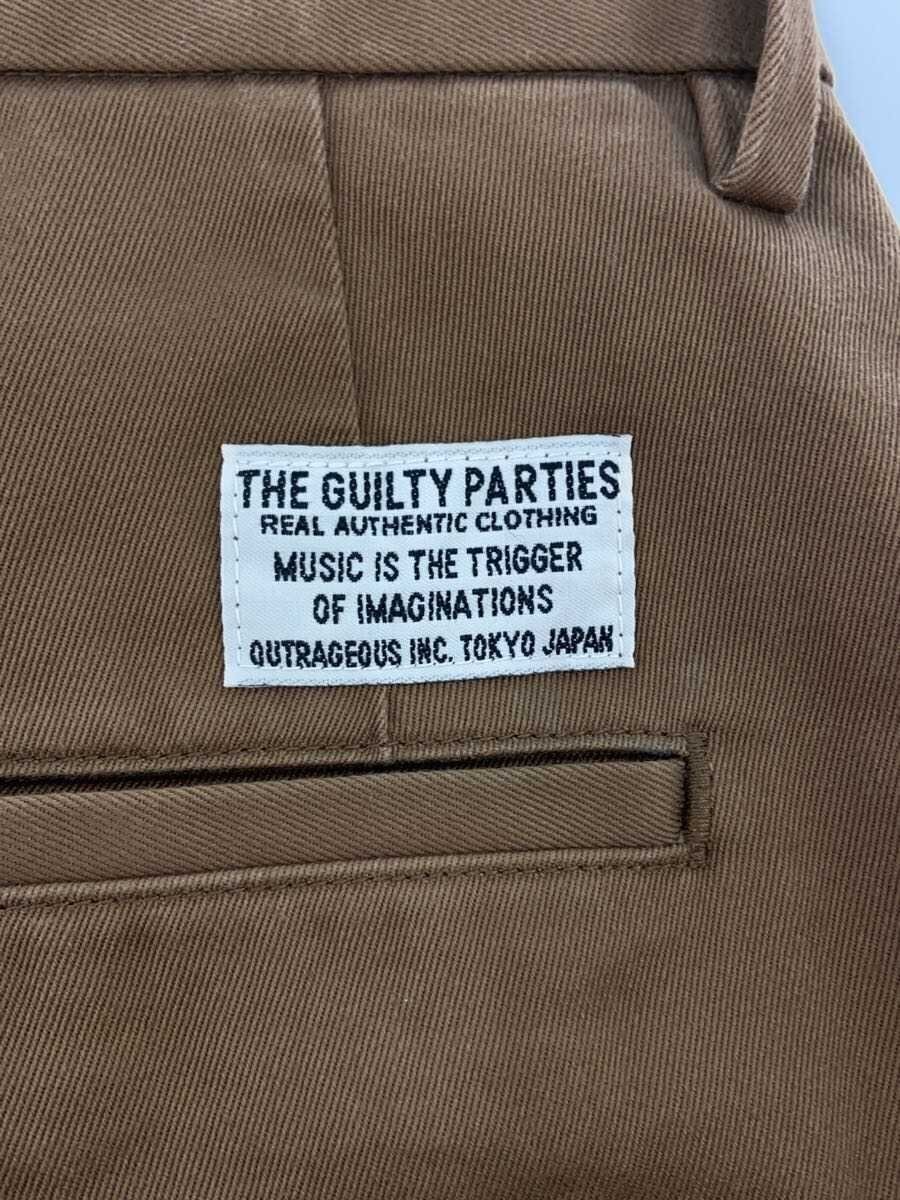 THE GUILTY PARTIES
REAL AUTHENTIC CLOTHING
MUSIC IS THE TRIGGER
OF IMAGINATIONS
OUTRAGEOUS INC. TOKYO JAPAN